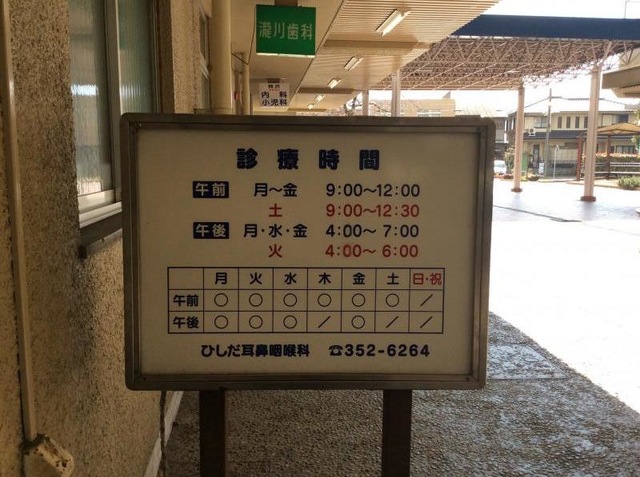 瀧川歯科
内科
小児科
診療時間
午前 月~金 9:00~12:00
土 9:00~12:30
午後 月・水・金 4:00~7:00
火 4:00~6:00
月 火 水 木 金 土 日・祝
午前 ○ ○ ○ ○ ○ ○ /
午後 ○ ○ ○ / ○ / /
ひしだ耳鼻咽喉科 ☎352-6264